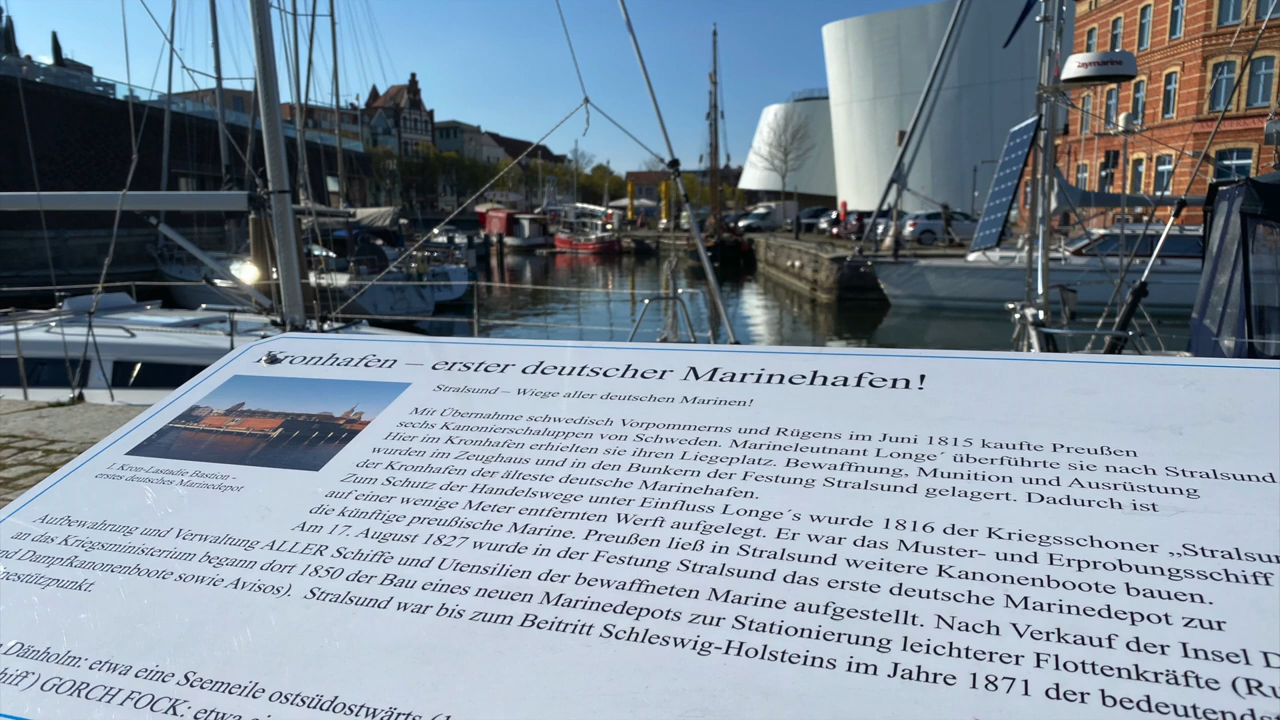 Raymarine
Kronhafen – erster deutscher Marinehafen!
Stralsund – Wiege aller deutschen Marinen!
Mit Übernahme schwedisch Vorpommerns und Rügens im Juni 1815 kaufte Preußen
sechs Kanonierschaluppen von Schweden. Marineleutnant Longe´ überführte sie nach Stralsund
Hier im Kronhafen erhielten sie ihren Liegeplatz. Bewaffnung, Munition und Ausrüstung
wurden im Zeughaus und in den Bunkern der Festung Stralsund gelagert. Dadurch ist
der Kronhafen der älteste deutsche Marinehafen.
Zum Schutz der Handelswege unter Einfluss Longe´s wurde 1816 der Kriegsschoner „Stralsun
auf einer wenige Meter entfernten Werft aufgelegt. Er war das Muster- und Erprobungsschiff
die künftige preußische Marine. Preußen ließ in Stralsund weitere Kanonenboote bauen.
Am 17. August 1827 wurde in der Festung Stralsund das erste deutsche Marinedepot zur
Aufbewahrung und Verwaltung ALLER Schiffe und Utensilien der bewaffneten Marine aufgestellt. Nach Verkauf der Insel D
an das Kriegsministerium begann dort 1850 der Bau eines neuen Marinedepots zur Stationierung leichterer Flottenkräfte (Ru
nd Dampfkanonenboote sowie Avisos). Stralsund war bis zum Beitritt Schleswig-Holsteins im Jahre 1871 der bedeutends
nestützpunkt.
1. Kron-Lastadie Bastion -
erstes deutsches Marinedepot
Dänholm: etwa eine Seemeile ostsüdostwärts
hiff) GORCH FOCK: etwa